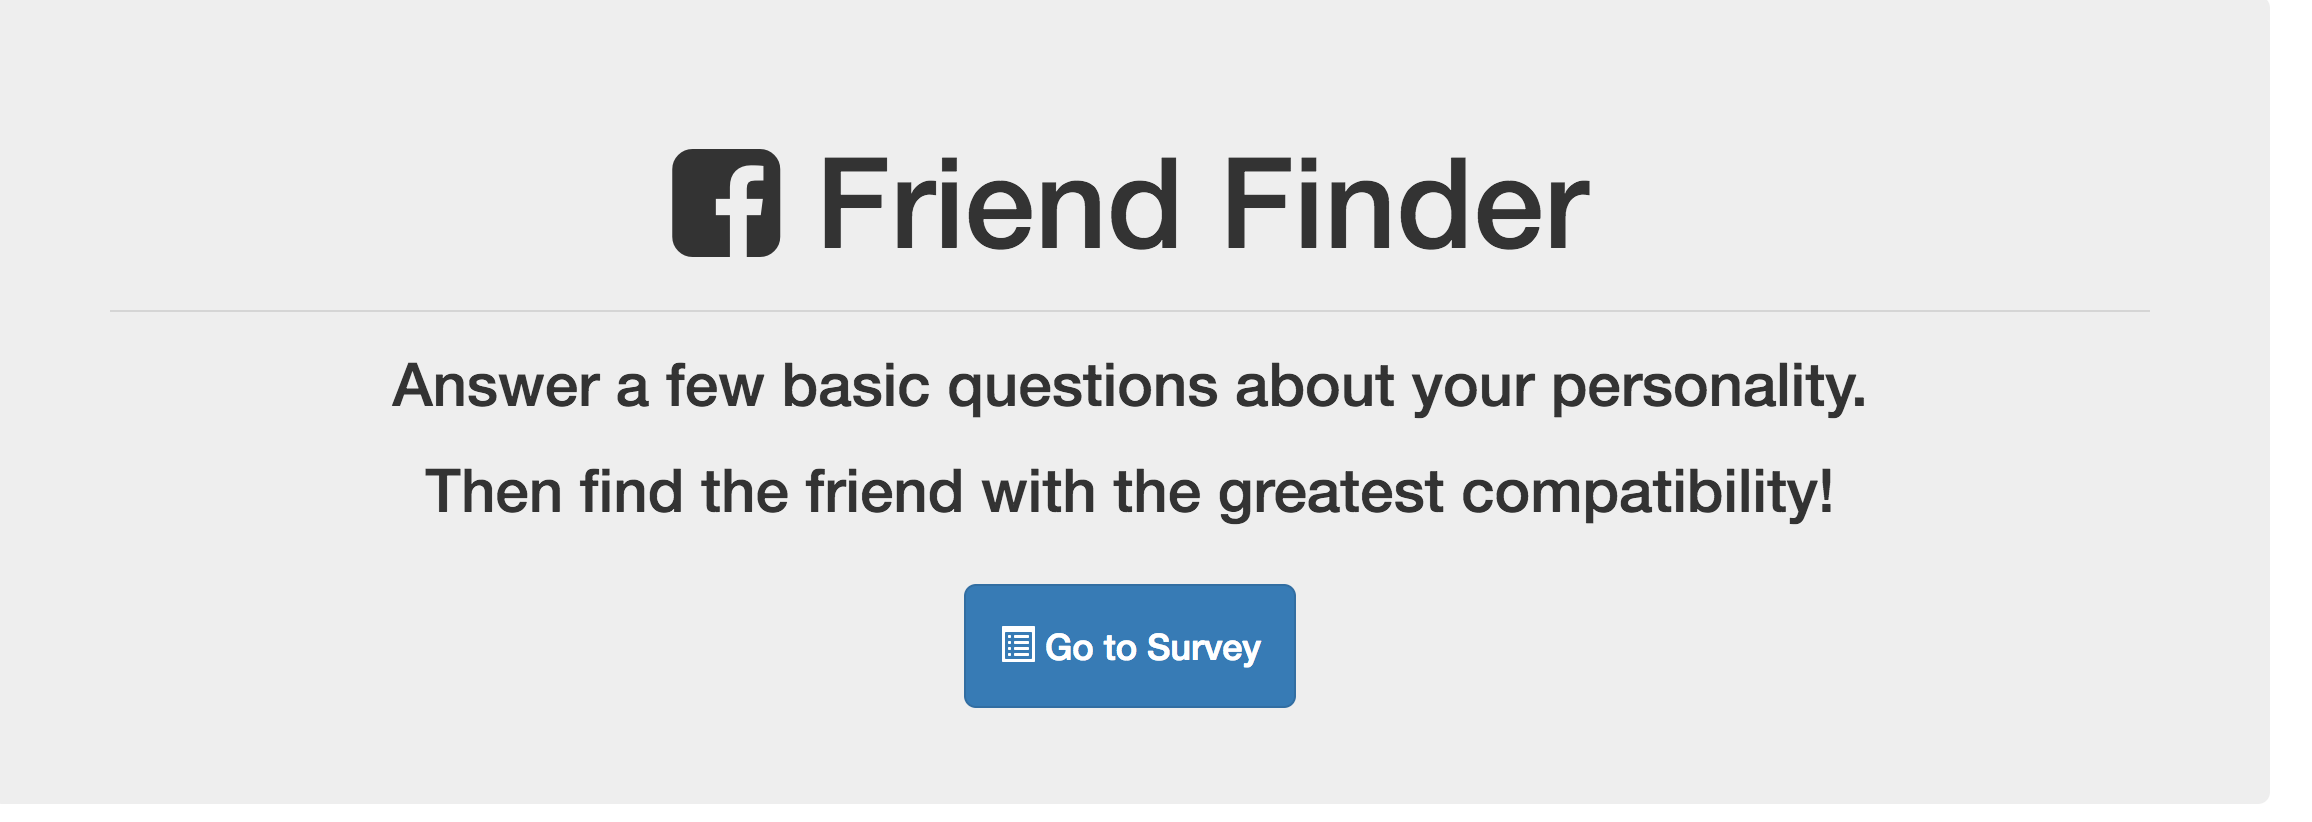 Friend Finder
Answer a few basic questions about your personality.
Then find the friend with the greatest compatibility!
Go to Survey